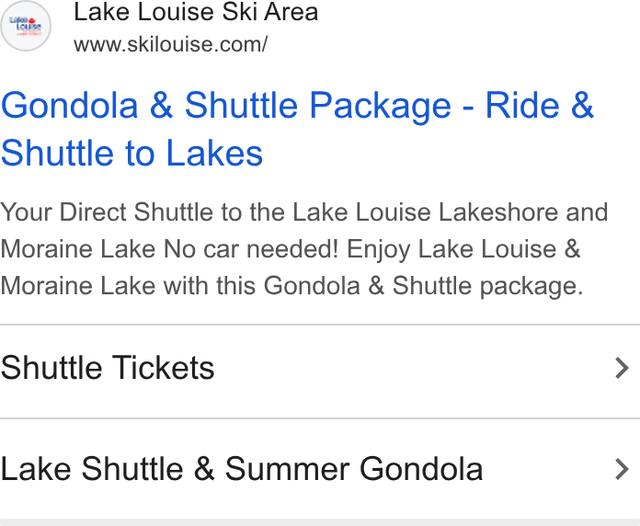 Lake Louise Ski Area
www.skilouise.com/
Gondola & Shuttle Package - Ride &
Shuttle to Lakes
Your Direct Shuttle to the Lake Louise Lakeshore and
Moraine Lake No car needed! Enjoy Lake Louise &
Moraine Lake with this Gondola & Shuttle package.
Shuttle Tickets
Lake Shuttle & Summer Gondola